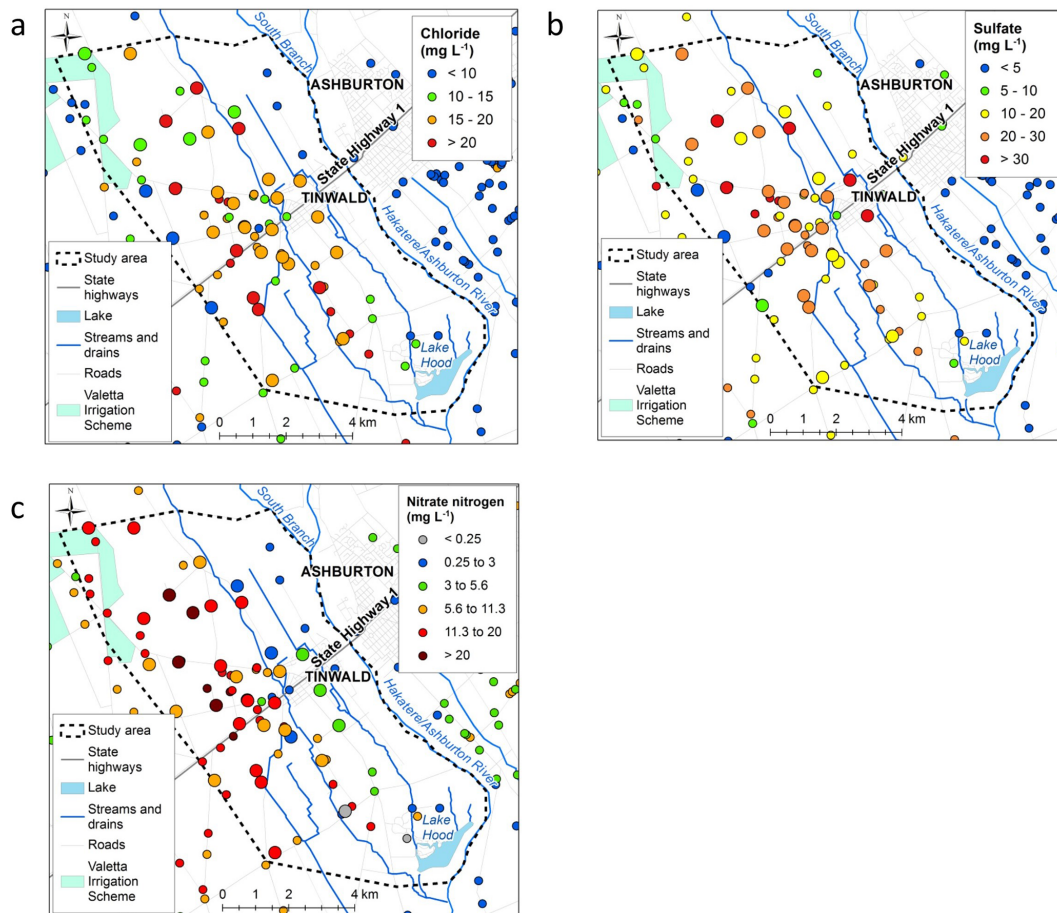 a
N
South Branch
Chloride
(mg L⁻¹)
< 10
10 - 15
15 - 20
> 20
ASHBURTON
State Highway 1
TINWALD
Hakatere/Ashburton River
Study area
State
highways
Lake
Streams and
drains
Roads
Valetta
Irrigation
Scheme
Lake
Hood
0 1 2 4 km
b
N
South Branch
Sulfate
(mg L⁻¹)
< 5
5 - 10
10 - 20
20 - 30
> 30
ASHBURTON
State Highway 1
TINWALD
Hakatere/Ashburton River
Study area
State
highways
Lake
Streams and
drains
Roads
Valetta
Irrigation
Scheme
Lake
Hood
0 1 2 4 km
c
N
South Branch
Nitrate nitrogen
(mg L⁻¹)
< 0.25
0.25 to 3
3 to 5.6
5.6 to 11.3
11.3 to 20
> 20
ASHBURTON
State Highway 1
TINWALD
Hakatere/Ashburton River
Study area
State
highways
Lake
Streams and
drains
Roads
Valetta
Irrigation
Scheme
Lake
Hood
0 1 2 4 km